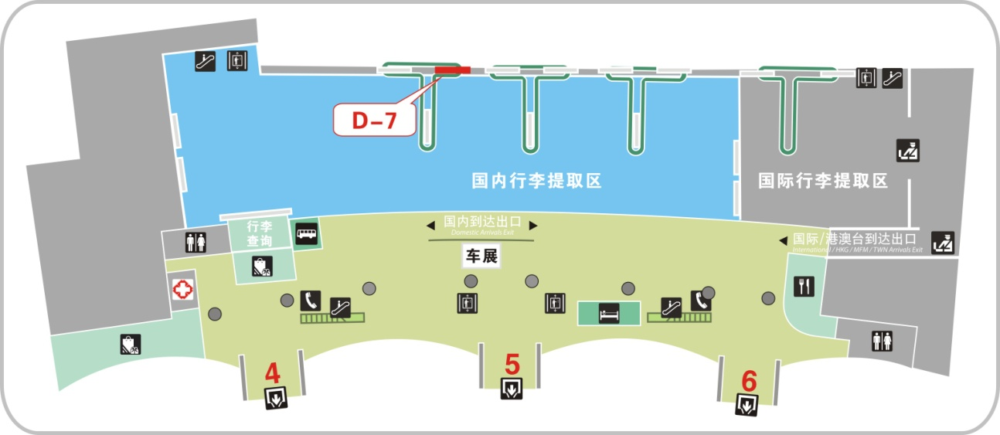 D-7
国内行李提取区
国际行李提取区
行李
查询
国内到达出口
Domestic Arrivals Exit
国际/港澳台到达出口
International / HKG / MFM / TWN Arrivals Exit
车展
4
5
6